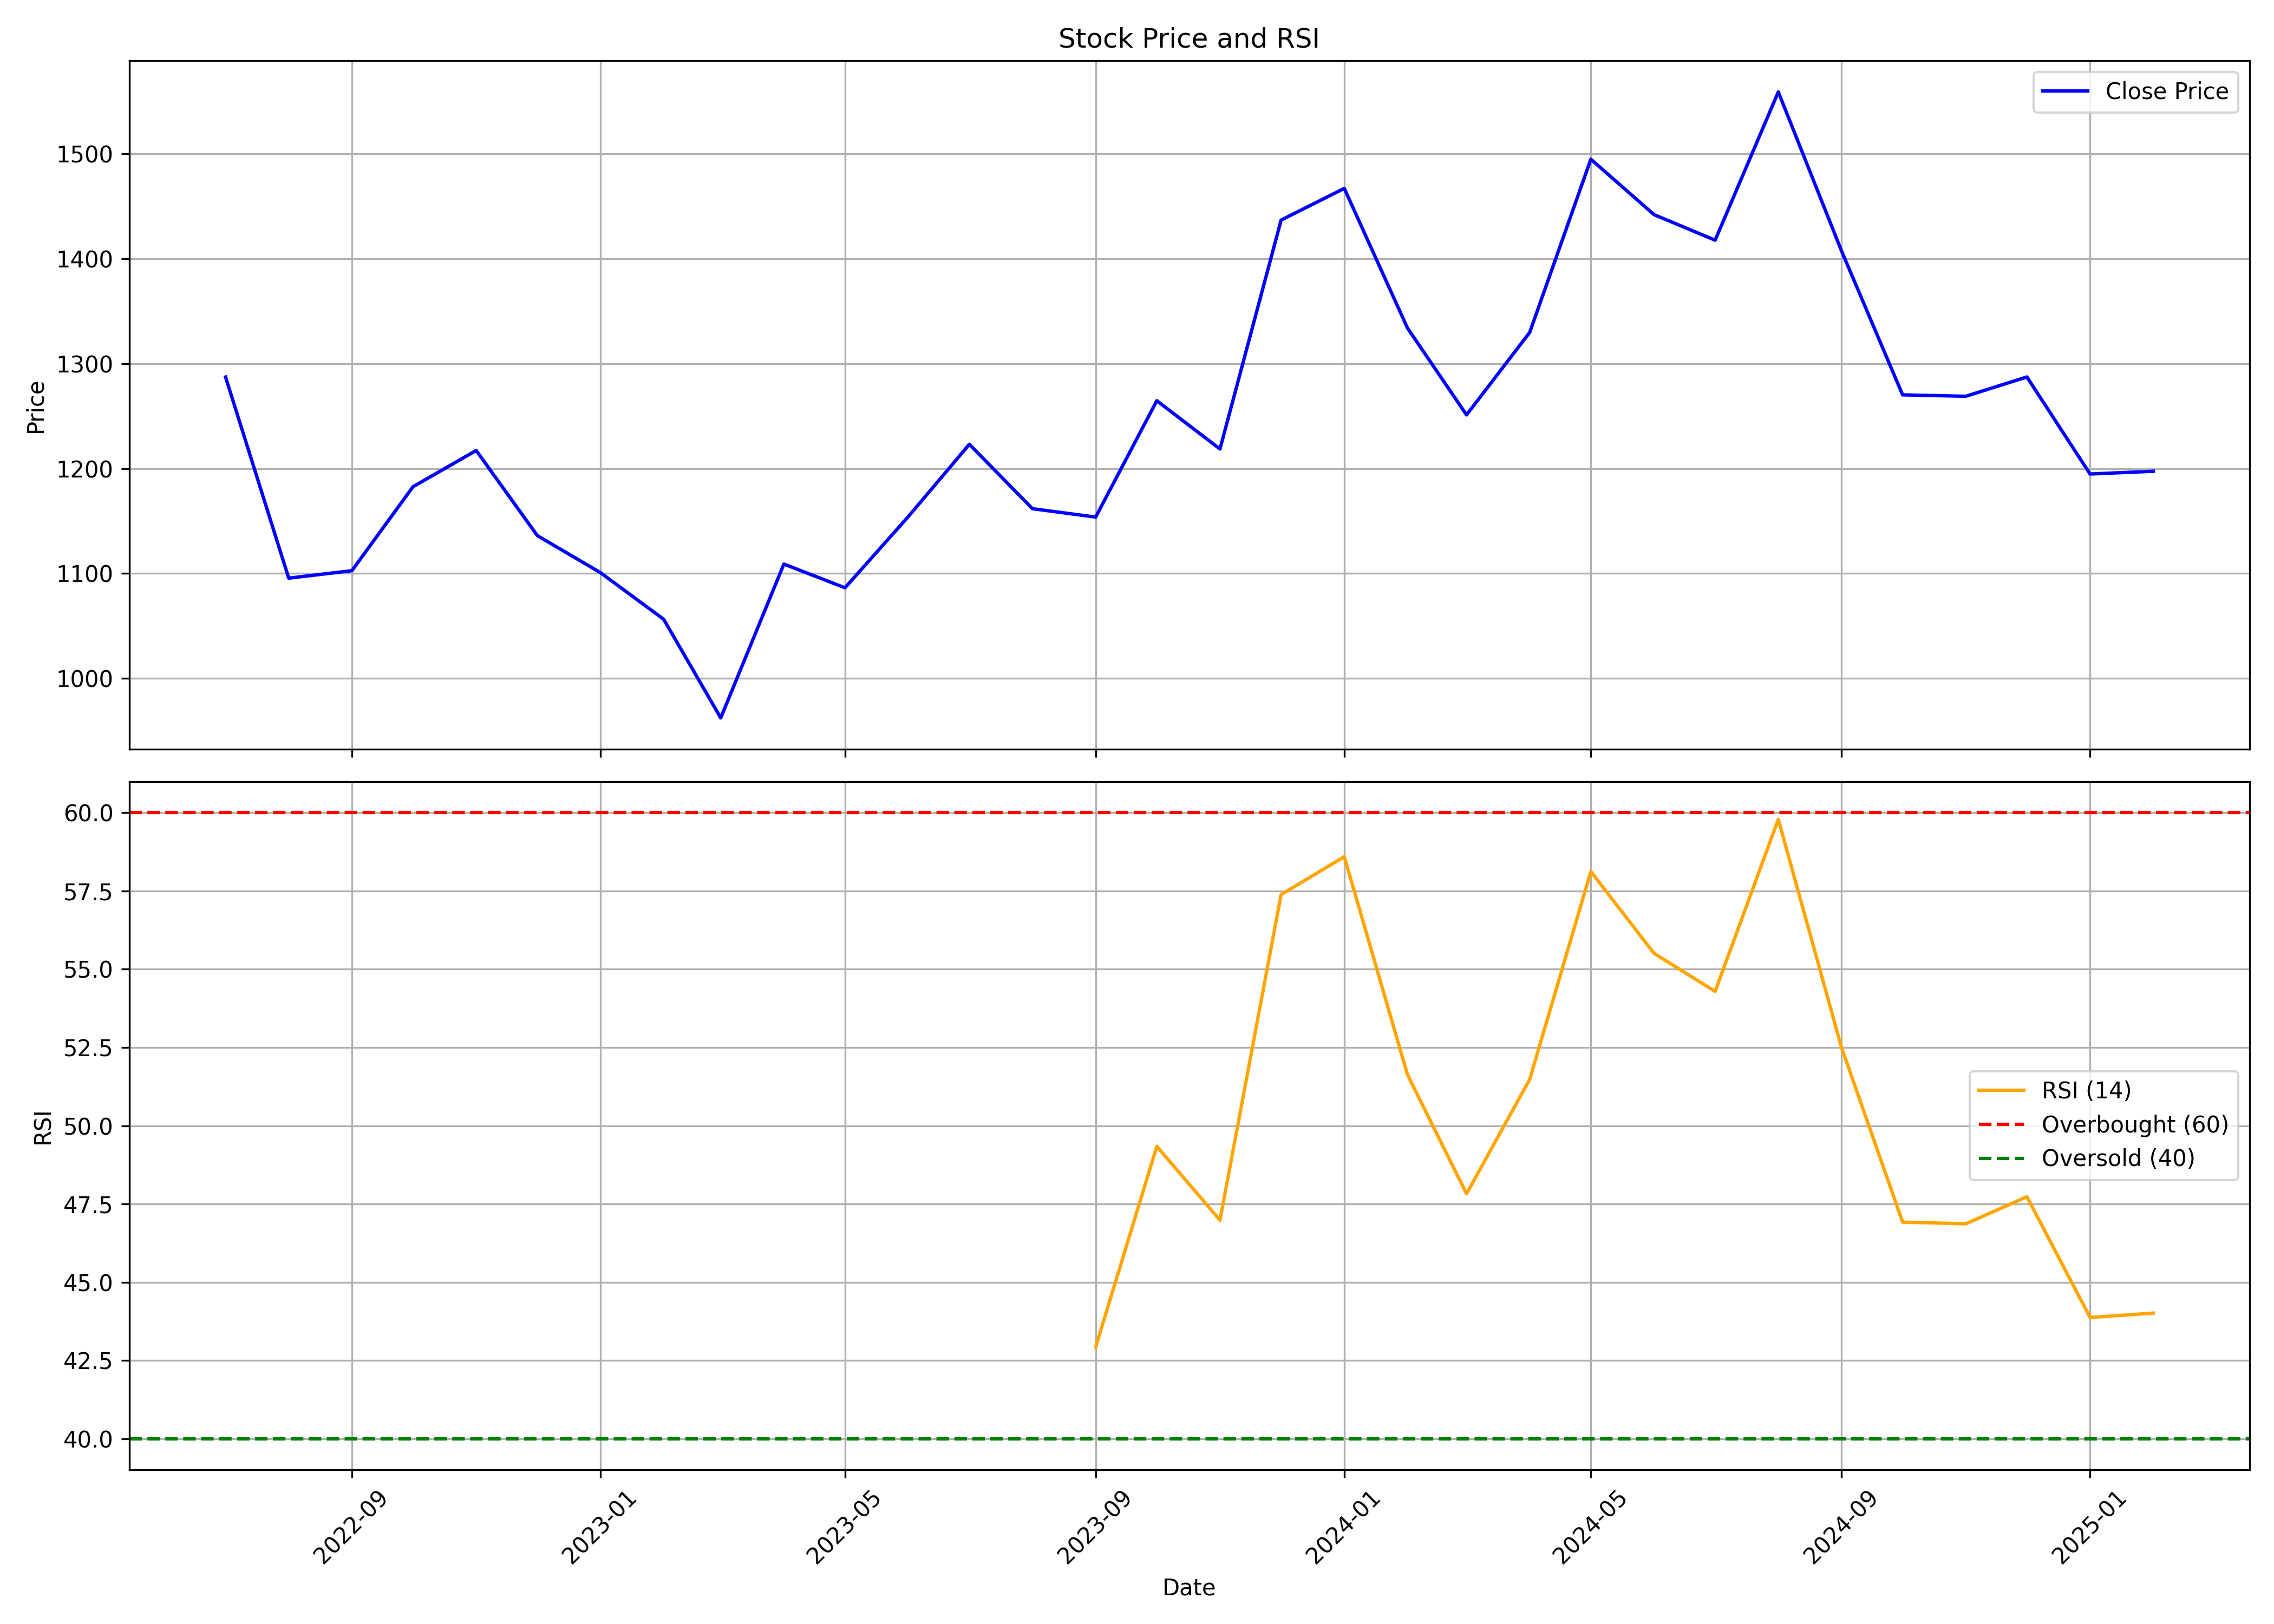 Stock Price and RSI
Close Price
1500
1400
1300
1200
1100
1000
Price
60.0
57.5
55.0
52.5
50.0
47.5
45.0
42.5
40.0
RSI
RSI (14)
Overbought (60)
Oversold (40)
2022-09
2023-01
2023-05
2023-09
2024-01
2024-05
2024-09
2025-01
Date